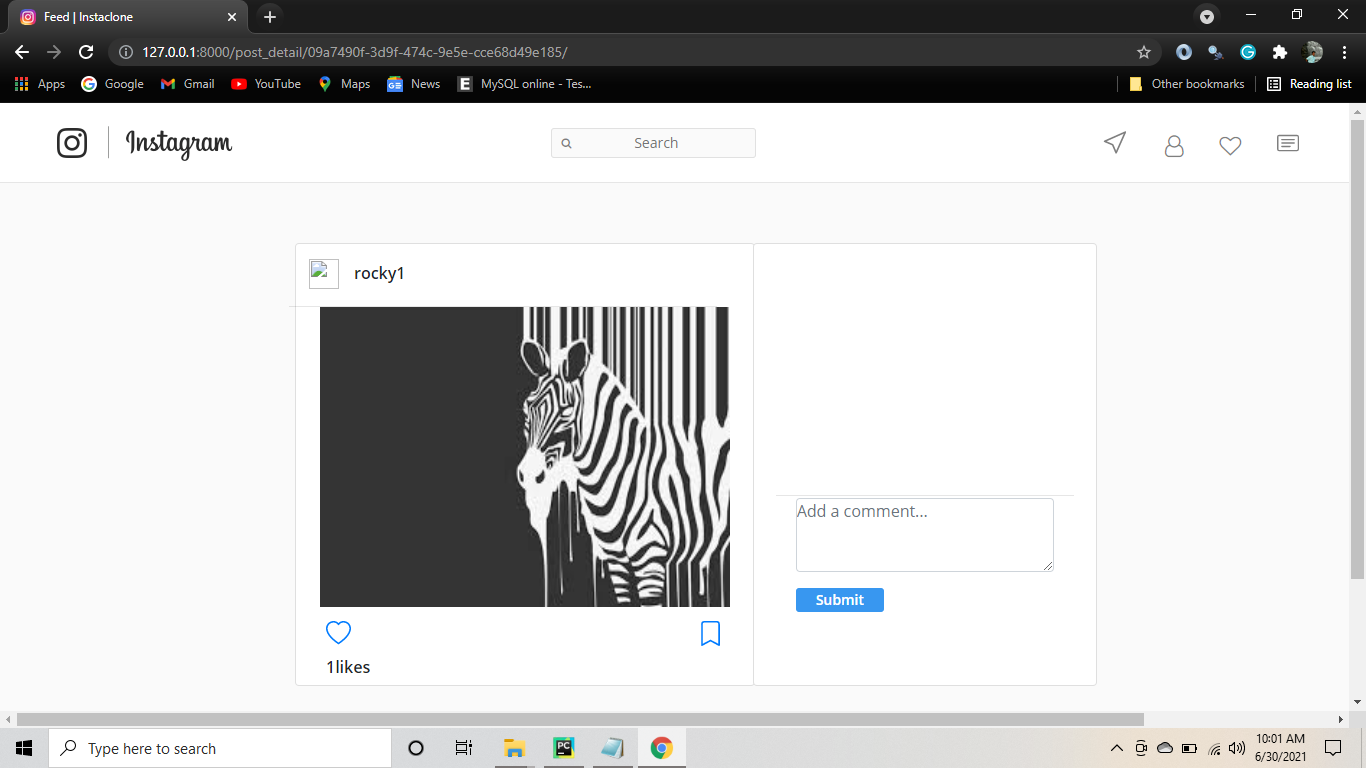 Feed | Instaclone
127.0.0.1:8000/post_detail/09a7490f-3d9f-474c-9e5e-cce68d49e185/
Apps Google Gmail YouTube Maps News MySQL online - Tes... Other bookmarks Reading list
Instagram Search
rocky1
Add a comment...
Submit
1likes
Type here to search
PC
10:01 AM
6/30/2021